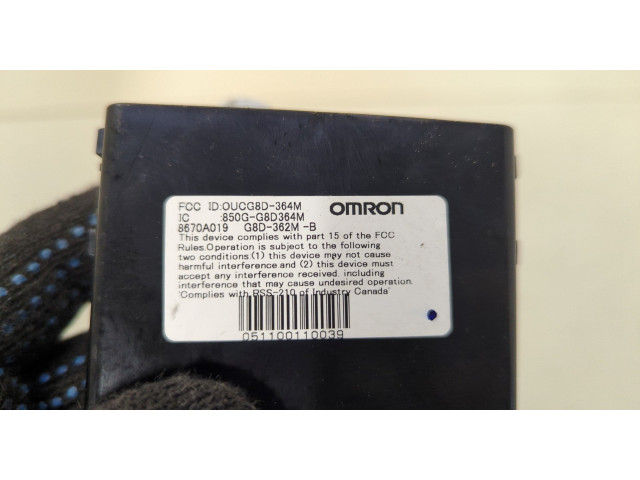 FCC ID:OUCG8D-364M
OMRON
IC :850G-G8D364M
8670A019 G8D-362M-B
This device complies with part 15 of the FCC
Rules.Operation is subject to the following
two conditions:(1) this device may not cause
harmful interference,and (2) this device must
accept any interference received, including
interference that may cause undesired operation.
'Complies with RSS-210 of Industry Canada'
051100110039